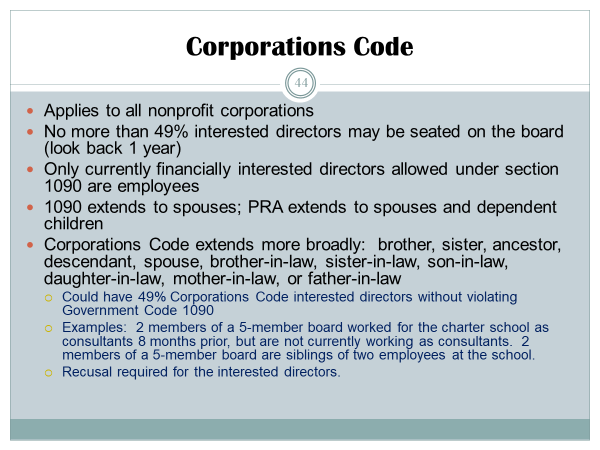 Corporations Code
44
Applies to all nonprofit corporations
No more than 49% interested directors may be seated on the board
(look back 1 year)
Only currently financially interested directors allowed under section
1090 are employees
1090 extends to spouses; PRA extends to spouses and dependent
children
Corporations Code extends more broadly: brother, sister, ancestor,
descendant, spouse, brother-in-law, sister-in-law, son-in-law,
daughter-in-law, mother-in-law, or father-in-law
Could have 49% Corporations Code interested directors without violating
Government Code 1090
Examples: 2 members of a 5-member board worked for the charter school as
consultants 8 months prior, but are not currently working as consultants. 2
members of a 5-member board are siblings of two employees at the school.
Recusal required for the interested directors.